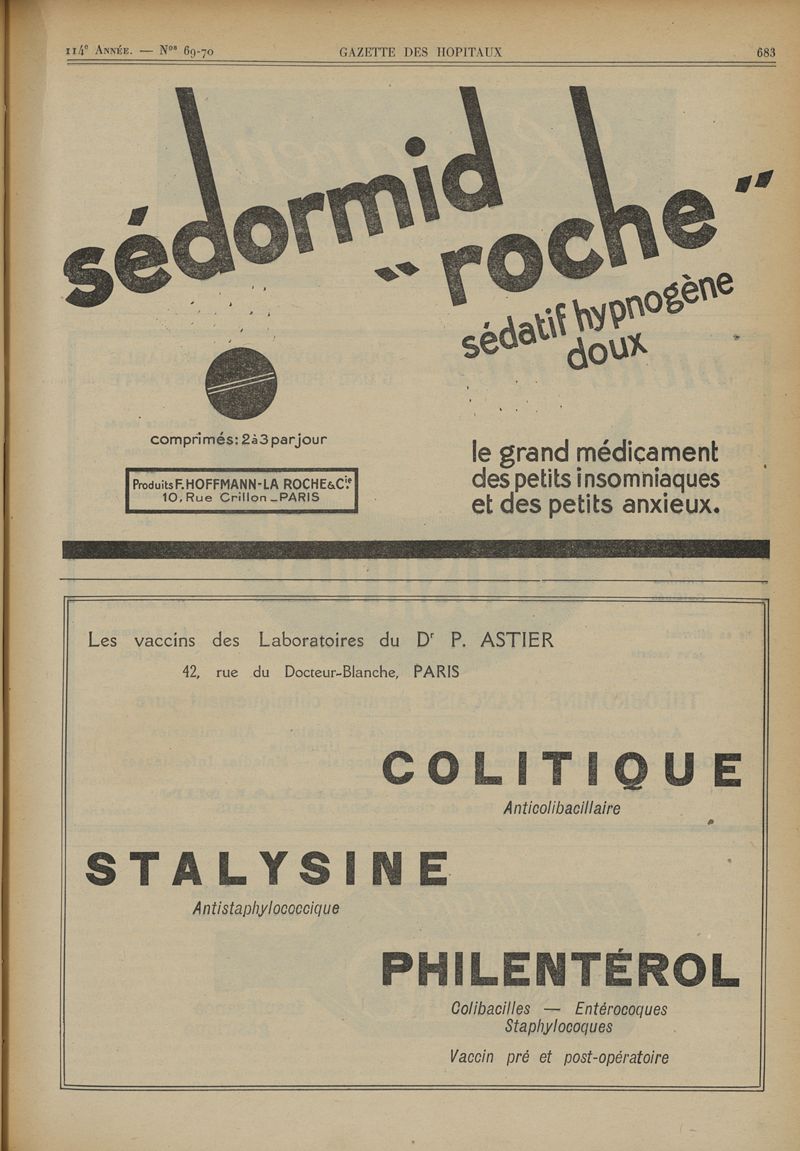 114e ANNÉE. — Nos 69-70
GAZETTE DES HOPITAUX
683
sédormid
"roche"
sédatif hypnogène
doux
comprimés: 2 à 3 par jour
Produits F. HOFFMANN-LA ROCHE & Cie
10, Rue Crillon _ PARIS
le grand médicament
des petits insomniaques
et des petits anxieux.
Les vaccins des Laboratoires du Dr P. ASTIER
42, rue du Docteur-Blanche, PARIS
COLITIQUE
Anticolibacillaire
STALYSINE
Antistaphylococcique
PHILENTÉROL
Colibacilles — Entérocoques
Staphylocoques
Vaccin pré et post-opératoire